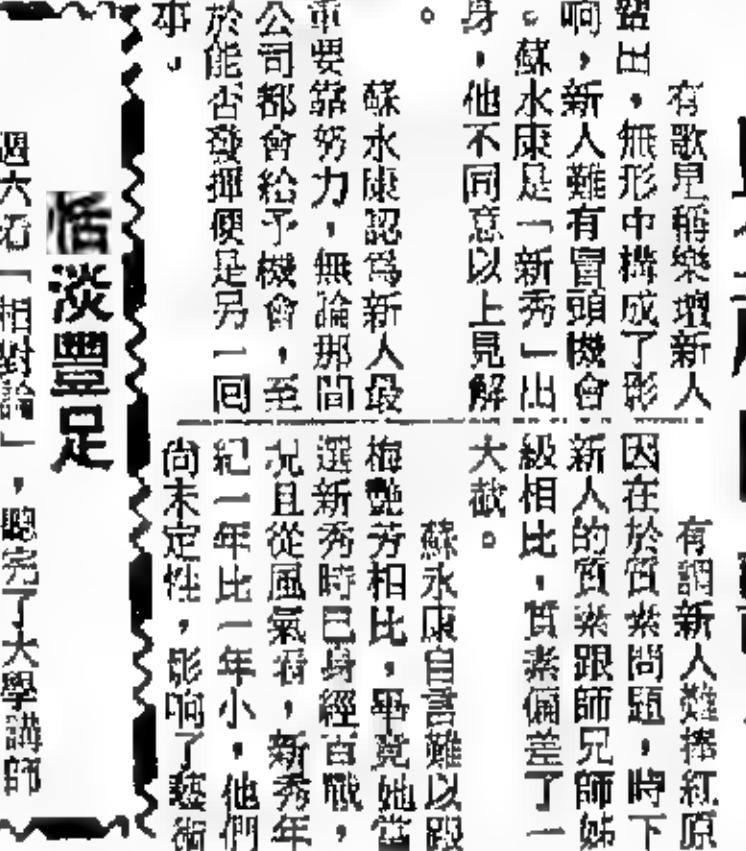 有歌星稱樂壇新人
輩出，無形中構成了影
响，新人難有冒頭機會
。蘇永康是「新秀」出
身，他不同意以上見解
。
蘇永康認爲新人最
重要靠努力，無論那間
公司都會給予機會，至
於能否發揮便是另一回
事。
有謂新人難捧紅原
因在於質素問題，時下
新人的質素跟師兄師姊
級相比，質素偏差了一
大截。
蘇永康自言難以跟
梅艷芳相比，畢竟她當
選新秀時已身經百戰，
況且從風氣看，新秀年
紀一年比一年小，他們
尚未定性，影响了藝術
恬淡豐足
週六看「相對論」，聽完了大學講師